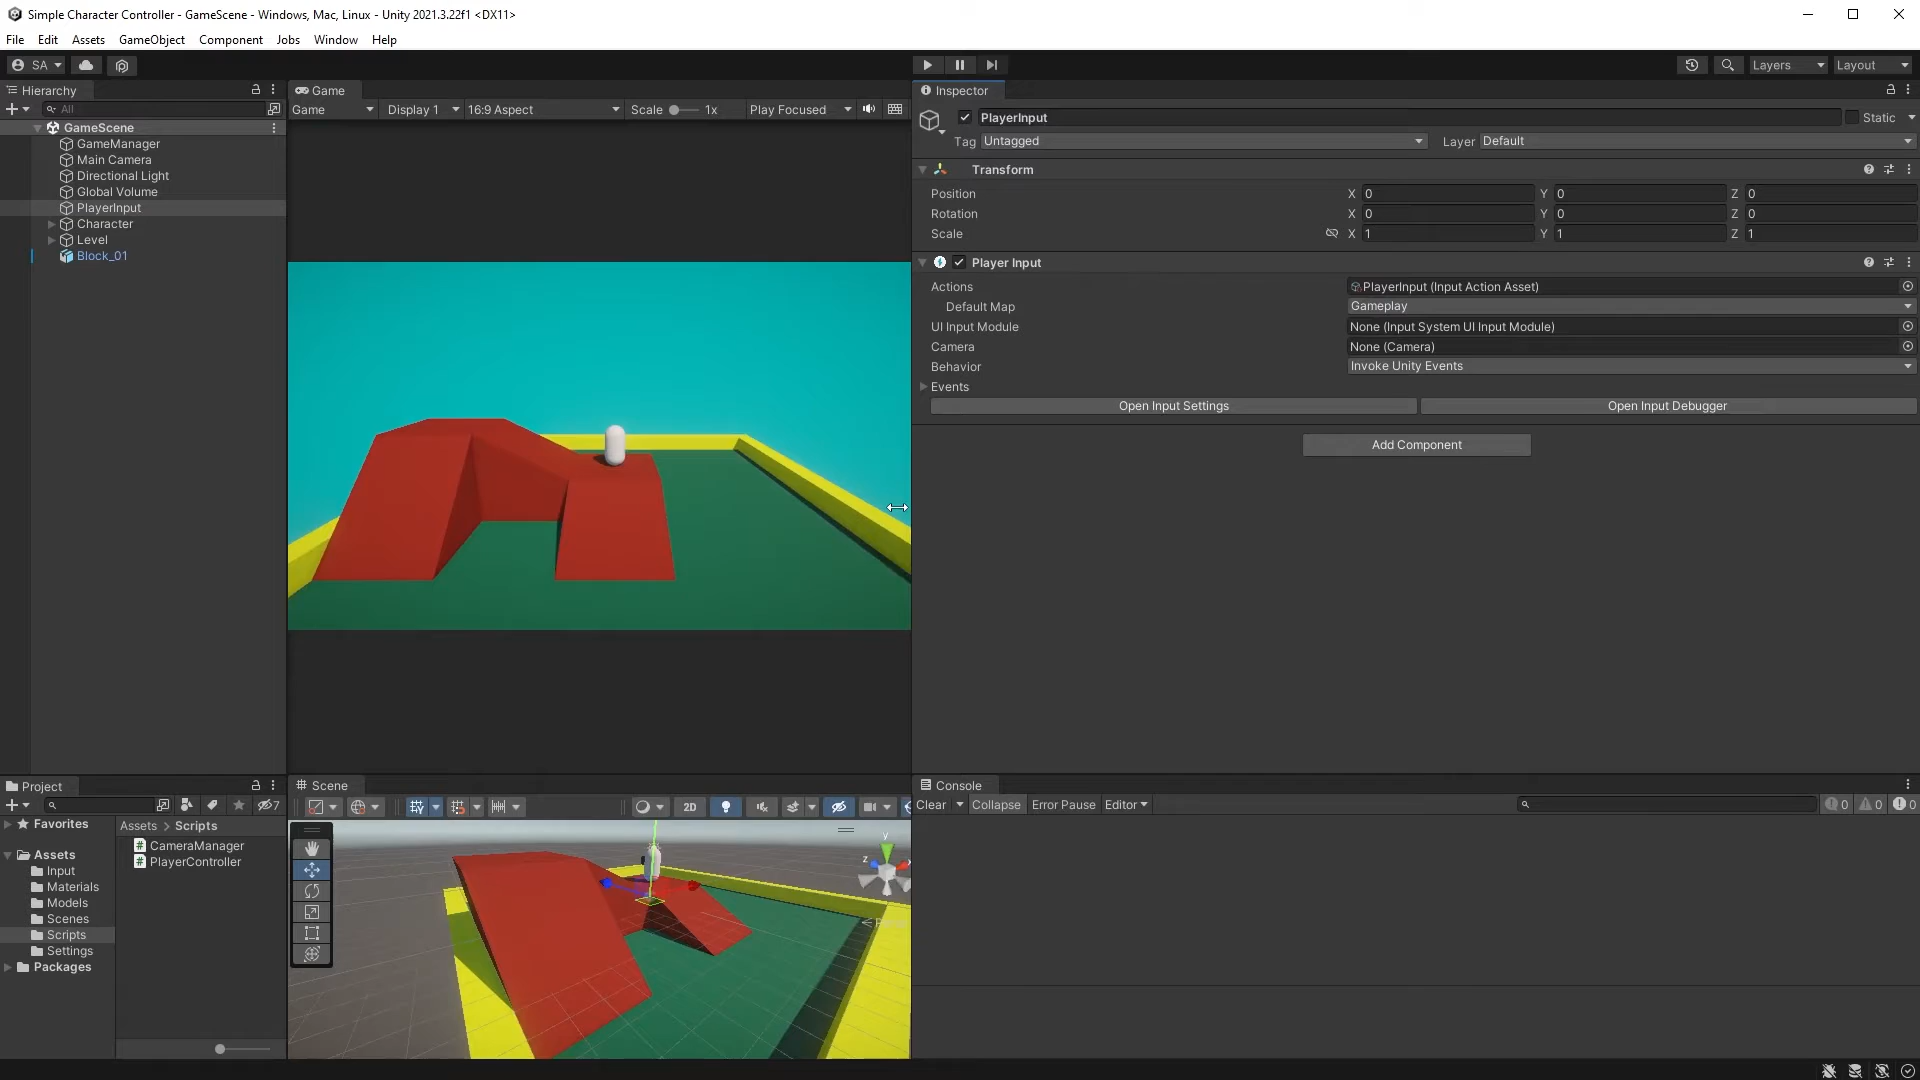 Simple Character Controller - GameScene - Windows, Mac, Linux - Unity 2021.3.22f1 <DX11>
File Edit Assets GameObject Component Jobs Window Help
SA
Layers Layout
Hierarchy
All
GameScene
GameManager
Main Camera
Directional Light
Global Volume
PlayerInput
Character
Level
Block_01
Game
Game Display 1 16:9 Aspect Scale 1x Play Focused
Inspector
PlayerInput Static
Tag Untagged Layer Default
Transform
Position X 0 Y 0 Z 0
Rotation X 0 Y 0 Z 0
Scale X 1 Y 1 Z 1
Player Input
Actions PlayerInput (Input Action Asset)
Default Map Gameplay
UI Input Module None (Input System UI Input Module)
Camera None (Camera)
Behavior Invoke Unity Events
Events
Open Input Settings Open Input Debugger
Add Component
Project
7
Favorites
Assets
Input
Materials
Models
Scenes
Scripts
Settings
Packages
Assets > Scripts
CameraManager
PlayerController
Scene
2D
y
z
x
Console
Clear Collapse Error Pause Editor
0 0 0